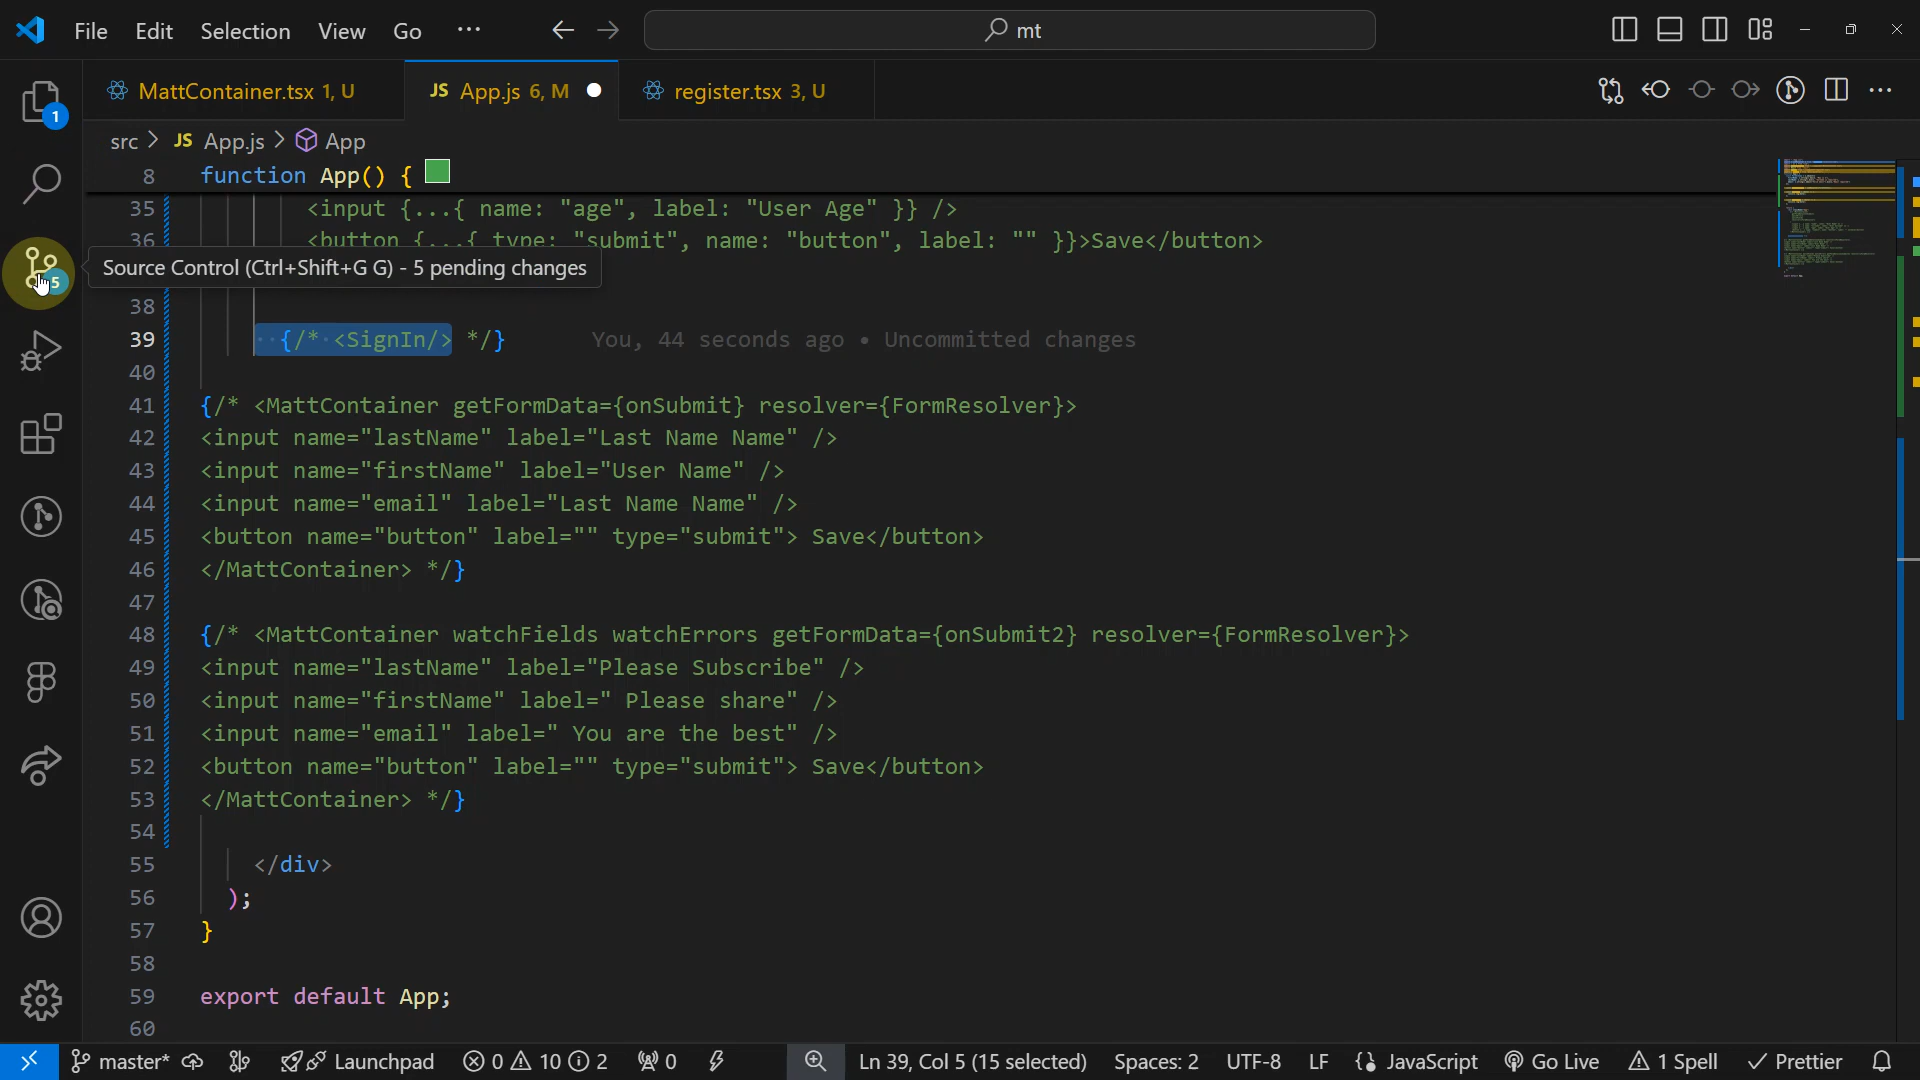 File Edit Selection View Go ··· mt
MattContainer.tsx 1, U JS App.js 6, M register.tsx 3, U
src > JS App.js > App
8 function App() {
35 <input {...{ name: "age", label: "User Age" }} />
36 <button {...{ type: "submit", name: "button", label: "" }}>Save</button>
Source Control (Ctrl+Shift+G G) - 5 pending changes
38
39 {/* <SignIn/> */} You, 44 seconds ago • Uncommitted changes
40
41 {/* <MattContainer getFormData={onSubmit} resolver={FormResolver}>
42 <input name="lastName" label="Last Name Name" />
43 <input name="firstName" label="User Name" />
44 <input name="email" label="Last Name Name" />
45 <button name="button" label="" type="submit"> Save</button>
46 </MattContainer> */}
47
48 {/* <MattContainer watchFields watchErrors getFormData={onSubmit2} resolver={FormResolver}>
49 <input name="lastName" label="Please Subscribe" />
50 <input name="firstName" label=" Please share" />
51 <input name="email" label=" You are the best" />
52 <button name="button" label="" type="submit"> Save</button>
53 </MattContainer> */}
54
55 </div>
56 );
57 }
58
59 export default App;
60
1
5
master* Launchpad 0 10 2 0 Ln 39, Col 5 (15 selected) Spaces: 2 UTF-8 LF {} JavaScript Go Live 1 Spell Prettier